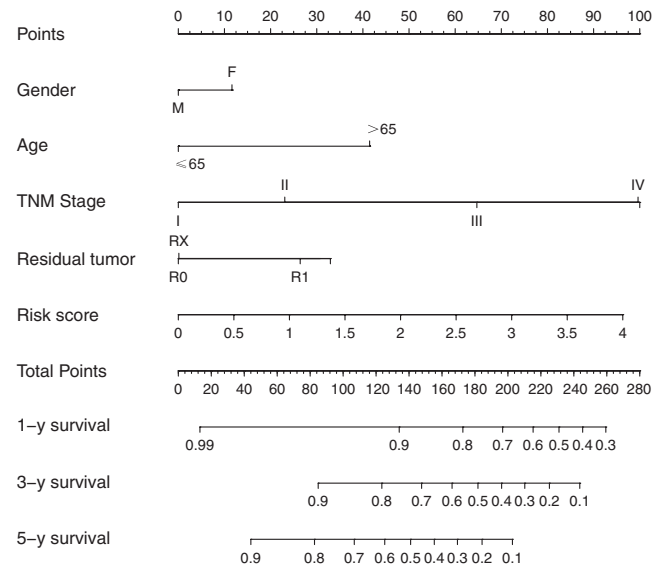 0 10 20 30 40 50 60 70 80 90 100
Points
F
Gender
M
>65
Age
⩽65
II IV
TNM Stage
I III
RX
Residual tumor
R0 R1
Risk score
0 0.5 1 1.5 2 2.5 3 3.5 4
Total Points
0 20 40 60 80 100 120 140 160 180 200 220 240 260 280
1–y survival
0.99 0.9 0.8 0.7 0.6 0.5 0.4 0.3
3–y survival
0.9 0.8 0.7 0.6 0.5 0.4 0.3 0.2 0.1
5–y survival
0.9 0.8 0.7 0.6 0.5 0.4 0.3 0.2 0.1